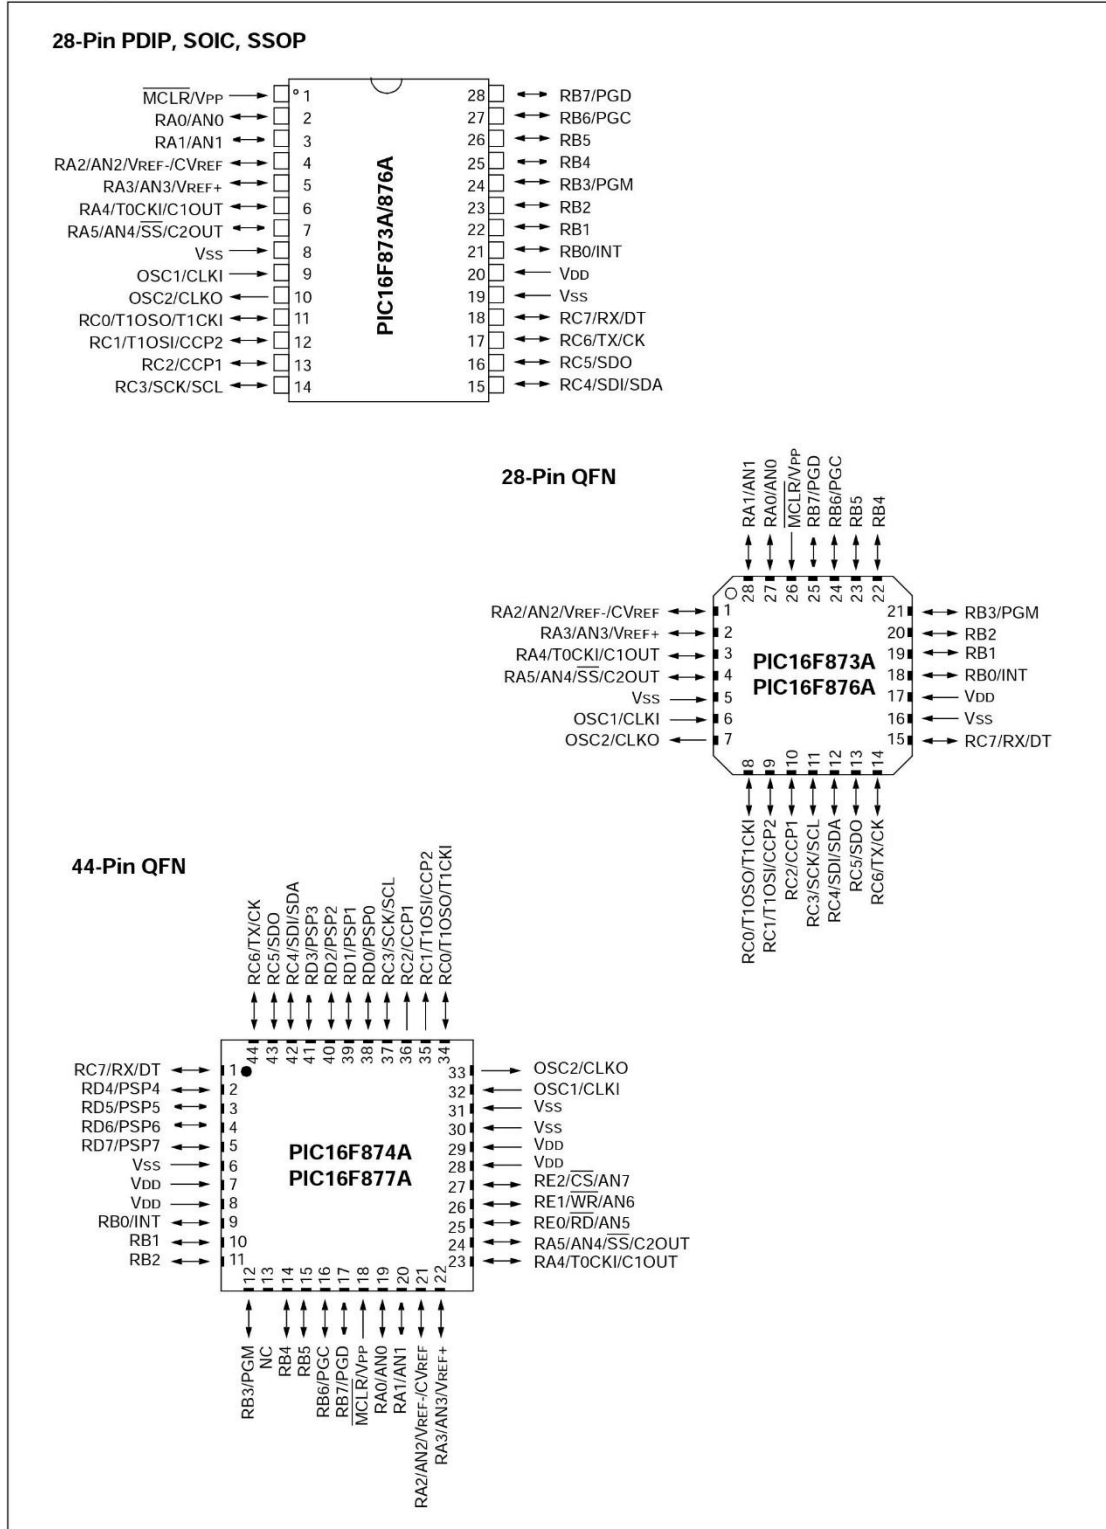 28-Pin PDIP, SOIC, SSOP
MCLR/VPP 1 28 RB7/PGD
RA0/AN0 2 27 RB6/PGC
RA1/AN1 3 26 RB5
RA2/AN2/VREF-/CVREF 4 25 RB4
RA3/AN3/VREF+ 5 24 RB3/PGM
RA4/T0CKI/C1OUT 6 23 RB2
RA5/AN4/SS/C2OUT 7 22 RB1
VSS 8 21 RB0/INT
OSC1/CLKI 9 20 VDD
OSC2/CLKO 10 19 VSS
RC0/T1OSO/T1CKI 11 18 RC7/RX/DT
RC1/T1OSI/CCP2 12 17 RC6/TX/CK
RC2/CCP1 13 16 RC5/SDO
RC3/SCK/SCL 14 15 RC4/SDI/SDA
PIC16F873A/876A
28-Pin QFN
RA1/AN1
RA0/AN0
MCLR/VPP
RB7/PGD
RB6/PGC
RB5
RB4
28 27 26 25 24 23 22
RA2/AN2/VREF-/CVREF 1 21 RB3/PGM
RA3/AN3/VREF+ 2 20 RB2
RA4/T0CKI/C1OUT 3 19 RB1
RA5/AN4/SS/C2OUT 4 18 RB0/INT
VSS 5 17 VDD
OSC1/CLKI 6 16 VSS
OSC2/CLKO 7 15 RC7/RX/DT
PIC16F873A
PIC16F876A
8 9 10 11 12 13 14
RC0/T1OSO/T1CKI
RC1/T1OSI/CCP2
RC2/CCP1
RC3/SCK/SCL
RC4/SDI/SDA
RC5/SDO
RC6/TX/CK
44-Pin QFN
RC6/TX/CK
RC5/SDO
RC4/SDI/SDA
RD3/PSP3
RD2/PSP2
RD1/PSP1
RD0/PSP0
RC3/SCK/SCL
RC2/CCP1
RC1/T1OSI/CCP2
RC0/T1OSO/T1CKI
44 43 42 41 40 39 38 37 36 35 34
RC7/RX/DT 1 33 OSC2/CLKO
RD4/PSP4 2 32 OSC1/CLKI
RD5/PSP5 3 31 VSS
RD6/PSP6 4 30 VSS
RD7/PSP7 5 29 VDD
VSS 6 28 VDD
VDD 7 27 RE2/CS/AN7
VDD 8 26 RE1/WR/AN6
RB0/INT 9 25 RE0/RD/AN5
RB1 10 24 RA5/AN4/SS/C2OUT
RB2 11 23 RA4/T0CKI/C1OUT
PIC16F874A
PIC16F877A
12 13 14 15 16 17 18 19 20 21 22
RB3/PGM
NC
RB4
RB5
RB6/PGC
RB7/PGD
MCLR/VPP
RA0/AN0
RA1/AN1
RA2/AN2/VREF-/CVREF
RA3/AN3/VREF+